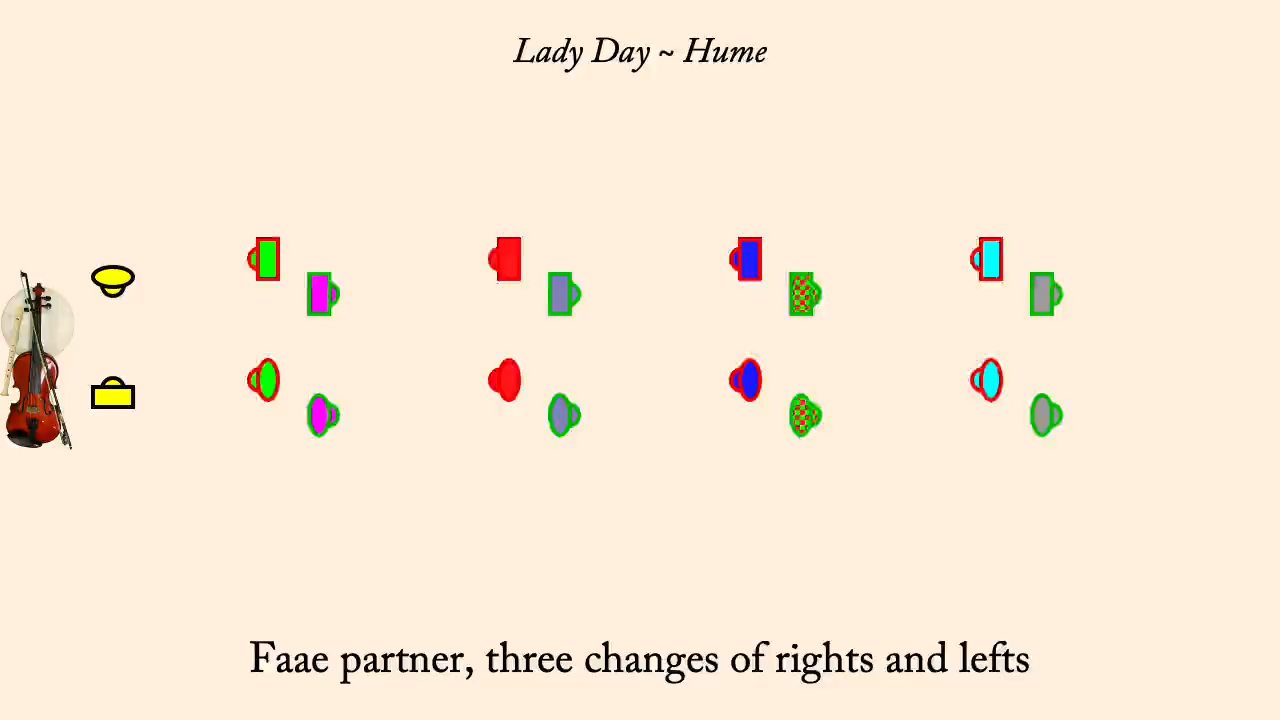 Lady Day ~ Hume
Faae partner, three changes of rights and lefts